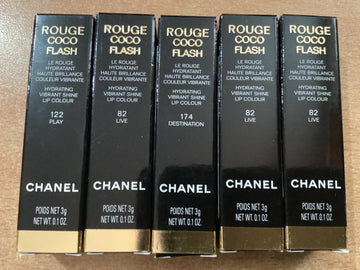 ROUGE
COCO
FLASH
LE ROUGE
HYDRATANT
HAUTE BRILLANCE
COULEUR VIBRANTE
HYDRATING
VIBRANT SHINE
LIP COLOUR
122
PLAY
CHANEL
POIDS NET 3g
NET WT. 0.1 OZ.
ROUGE
COCO
FLASH
LE ROUGE
HYDRATANT
HAUTE BRILLANCE
COULEUR VIBRANTE
HYDRATING
VIBRANT SHINE
LIP COLOUR
82
LIVE
CHANEL
POIDS NET 3g
NET WT. 0.1 OZ.
ROUGE
COCO
FLASH
LE ROUGE
HYDRATANT
HAUTE BRILLANCE
COULEUR VIBRANTE
HYDRATING
VIBRANT SHINE
LIP COLOUR
174
DESTINATION
CHANEL
POIDS NET 3g
NET WT. 0.1 OZ.
ROUGE
COCO
FLASH
LE ROUGE
HYDRATANT
HAUTE BRILLANCE
COULEUR VIBRANTE
HYDRATING
VIBRANT SHINE
LIP COLOUR
82
LIVE
CHANEL
POIDS NET 3g
NET WT. 0.1 OZ.
ROUGE
COCO
FLASH
LE ROUGE
HYDRATANT
HAUTE BRILLANCE
COULEUR VIBRANTE
HYDRATING
VIBRANT SHINE
LIP COLOUR
82
LIVE
CHANEL
POIDS NET 3g
NET WT. 0.1 OZ.